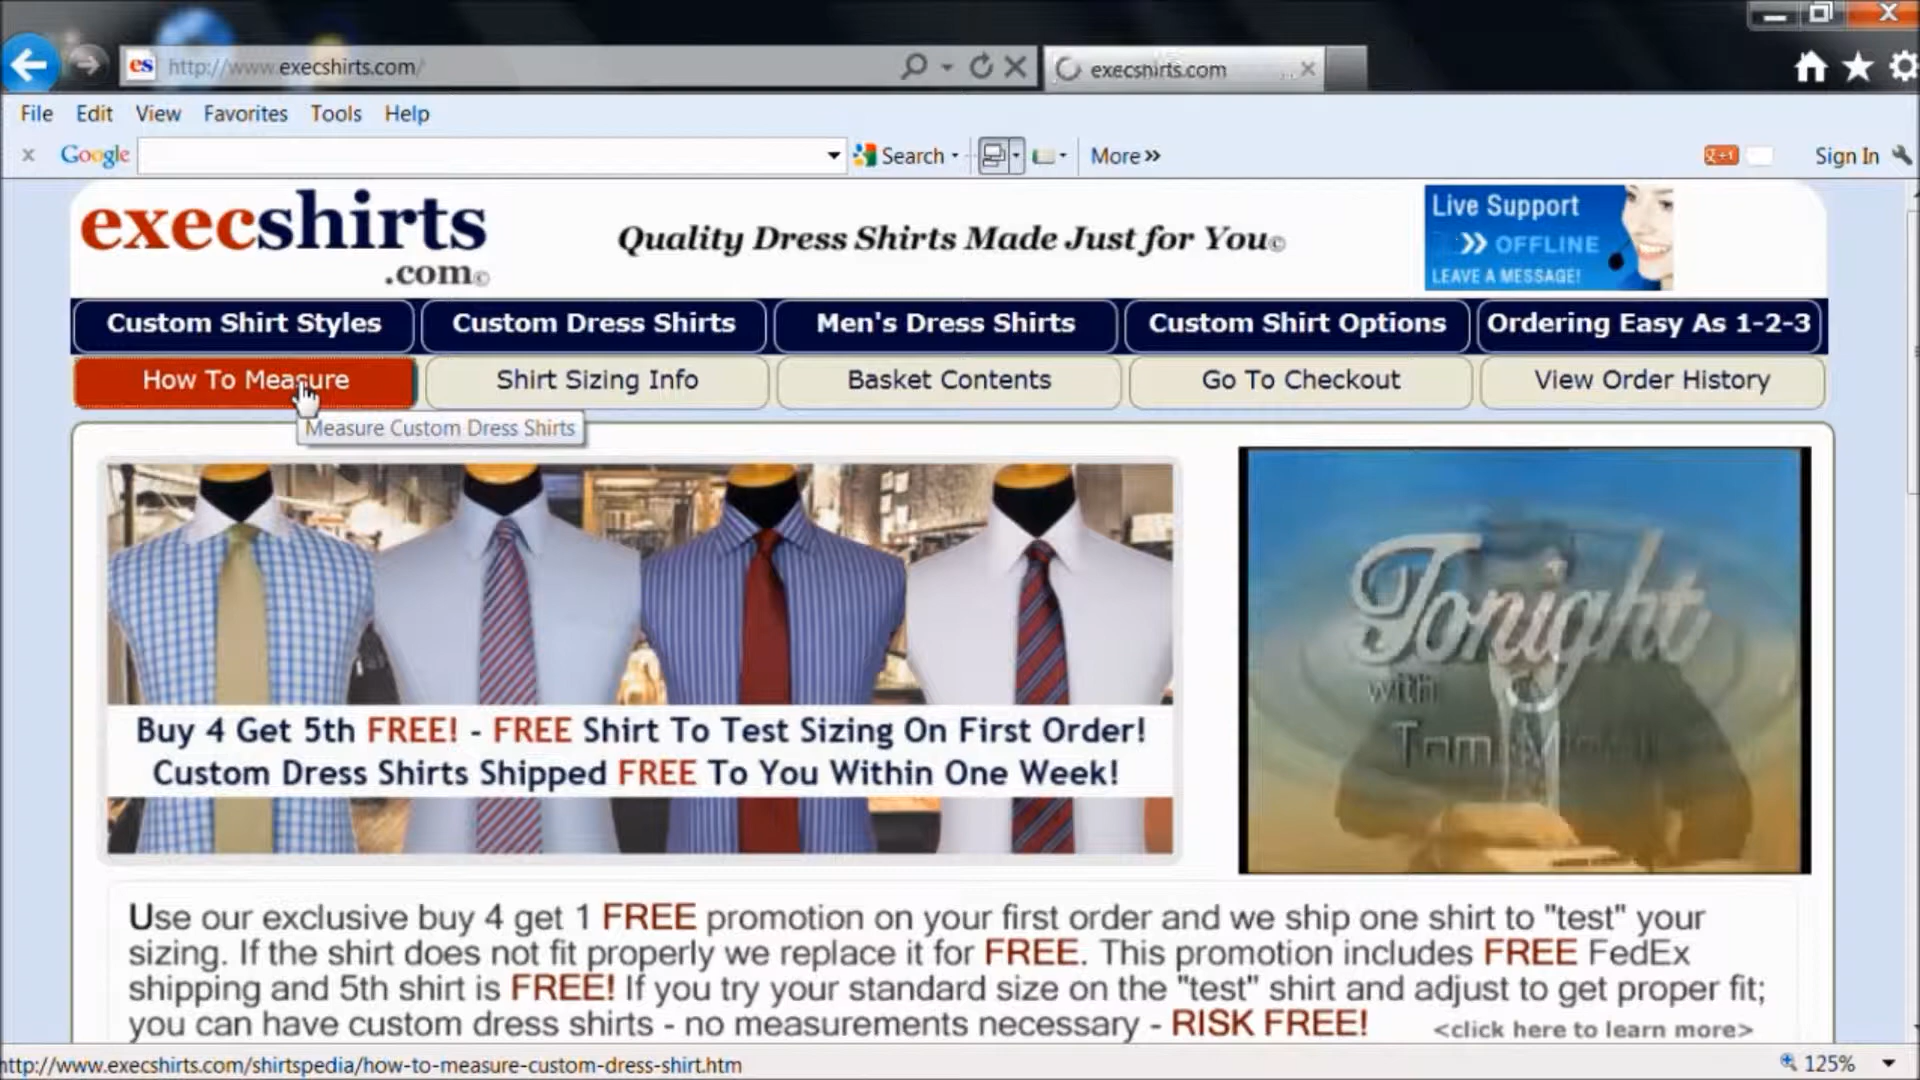 es http://www.execshirts.com/
execshirts.com
File Edit View Favorites Tools Help
x Google Search More »
g+1 Sign In
execshirts
.com©
Quality Dress Shirts Made Just for You©
Live Support
» OFFLINE
LEAVE A MESSAGE!
Custom Shirt Styles Custom Dress Shirts Men's Dress Shirts Custom Shirt Options Ordering Easy As 1-2-3
How To Measure Shirt Sizing Info Basket Contents Go To Checkout View Order History
Measure Custom Dress Shirts
Tonight
with
Buy 4 Get 5th FREE! - FREE Shirt To Test Sizing On First Order!
Custom Dress Shirts Shipped FREE To You Within One Week!
Use our exclusive buy 4 get 1 FREE promotion on your first order and we ship one shirt to "test" your
sizing. If the shirt does not fit properly we replace it for FREE. This promotion includes FREE FedEx
shipping and 5th shirt is FREE! If you try your standard size on the "test" shirt and adjust to get proper fit;
you can have custom dress shirts - no measurements necessary - RISK FREE! <click here to learn more>
http://www.execshirts.com/shirtspedia/how-to-measure-custom-dress-shirt.htm
125%